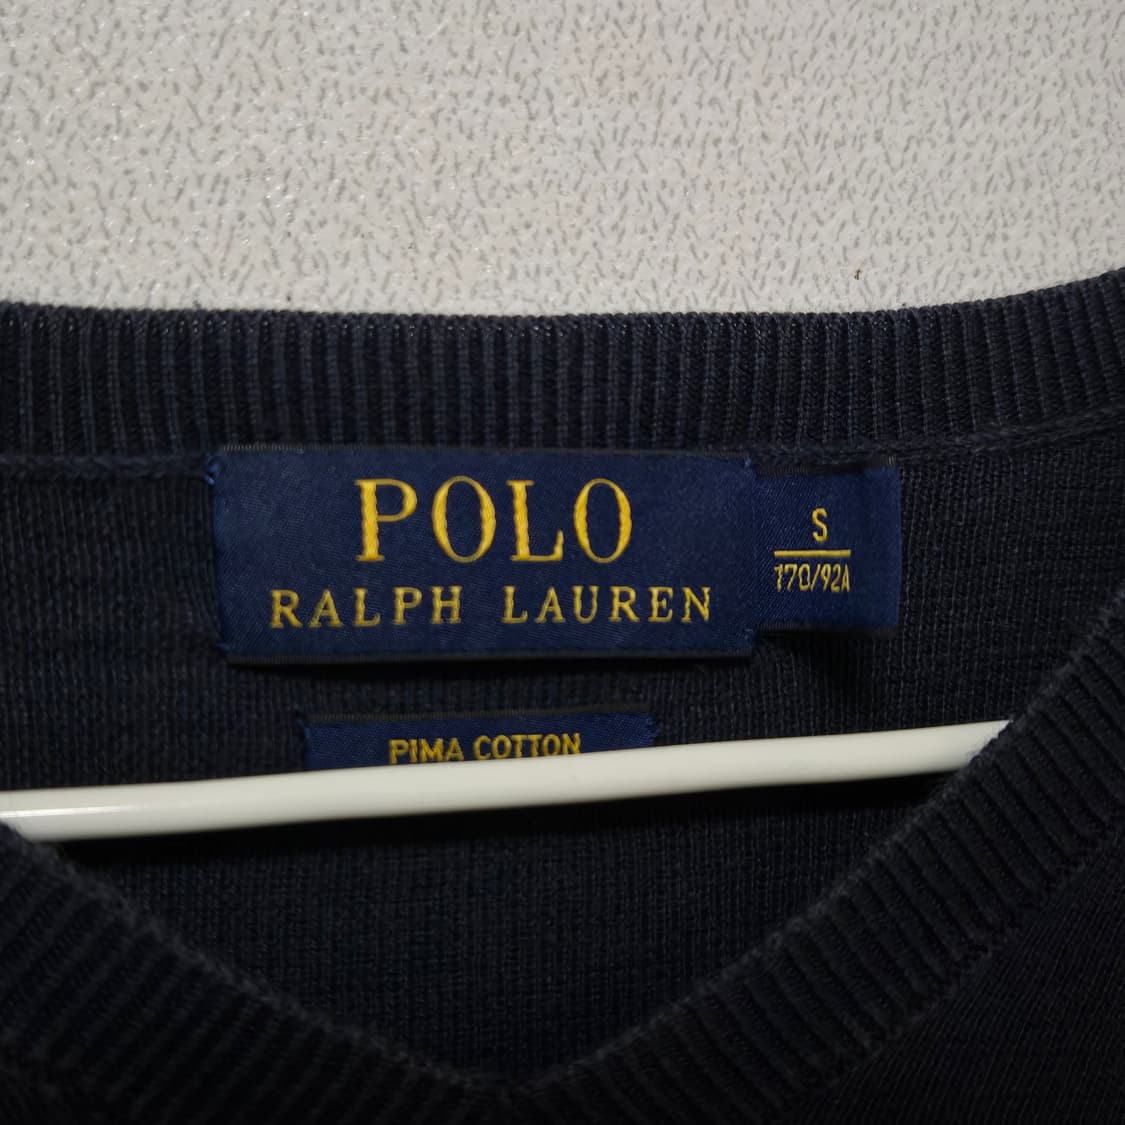 POLO
RALPH LAUREN
S
170/92A
PIMA COTTON